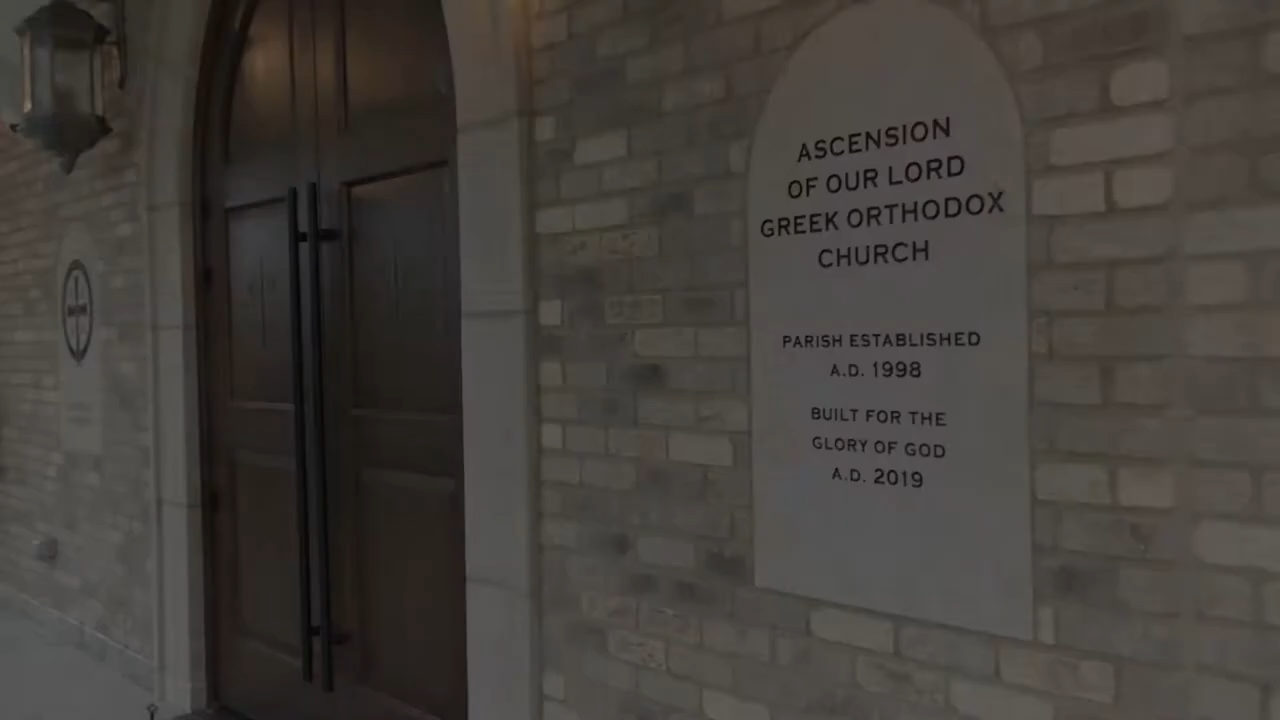 ASCENSION
OF OUR LORD
GREEK ORTHODOX
CHURCH
PARISH ESTABLISHED
A.D. 1998
BUILT FOR THE
GLORY OF GOD
A.D. 2019